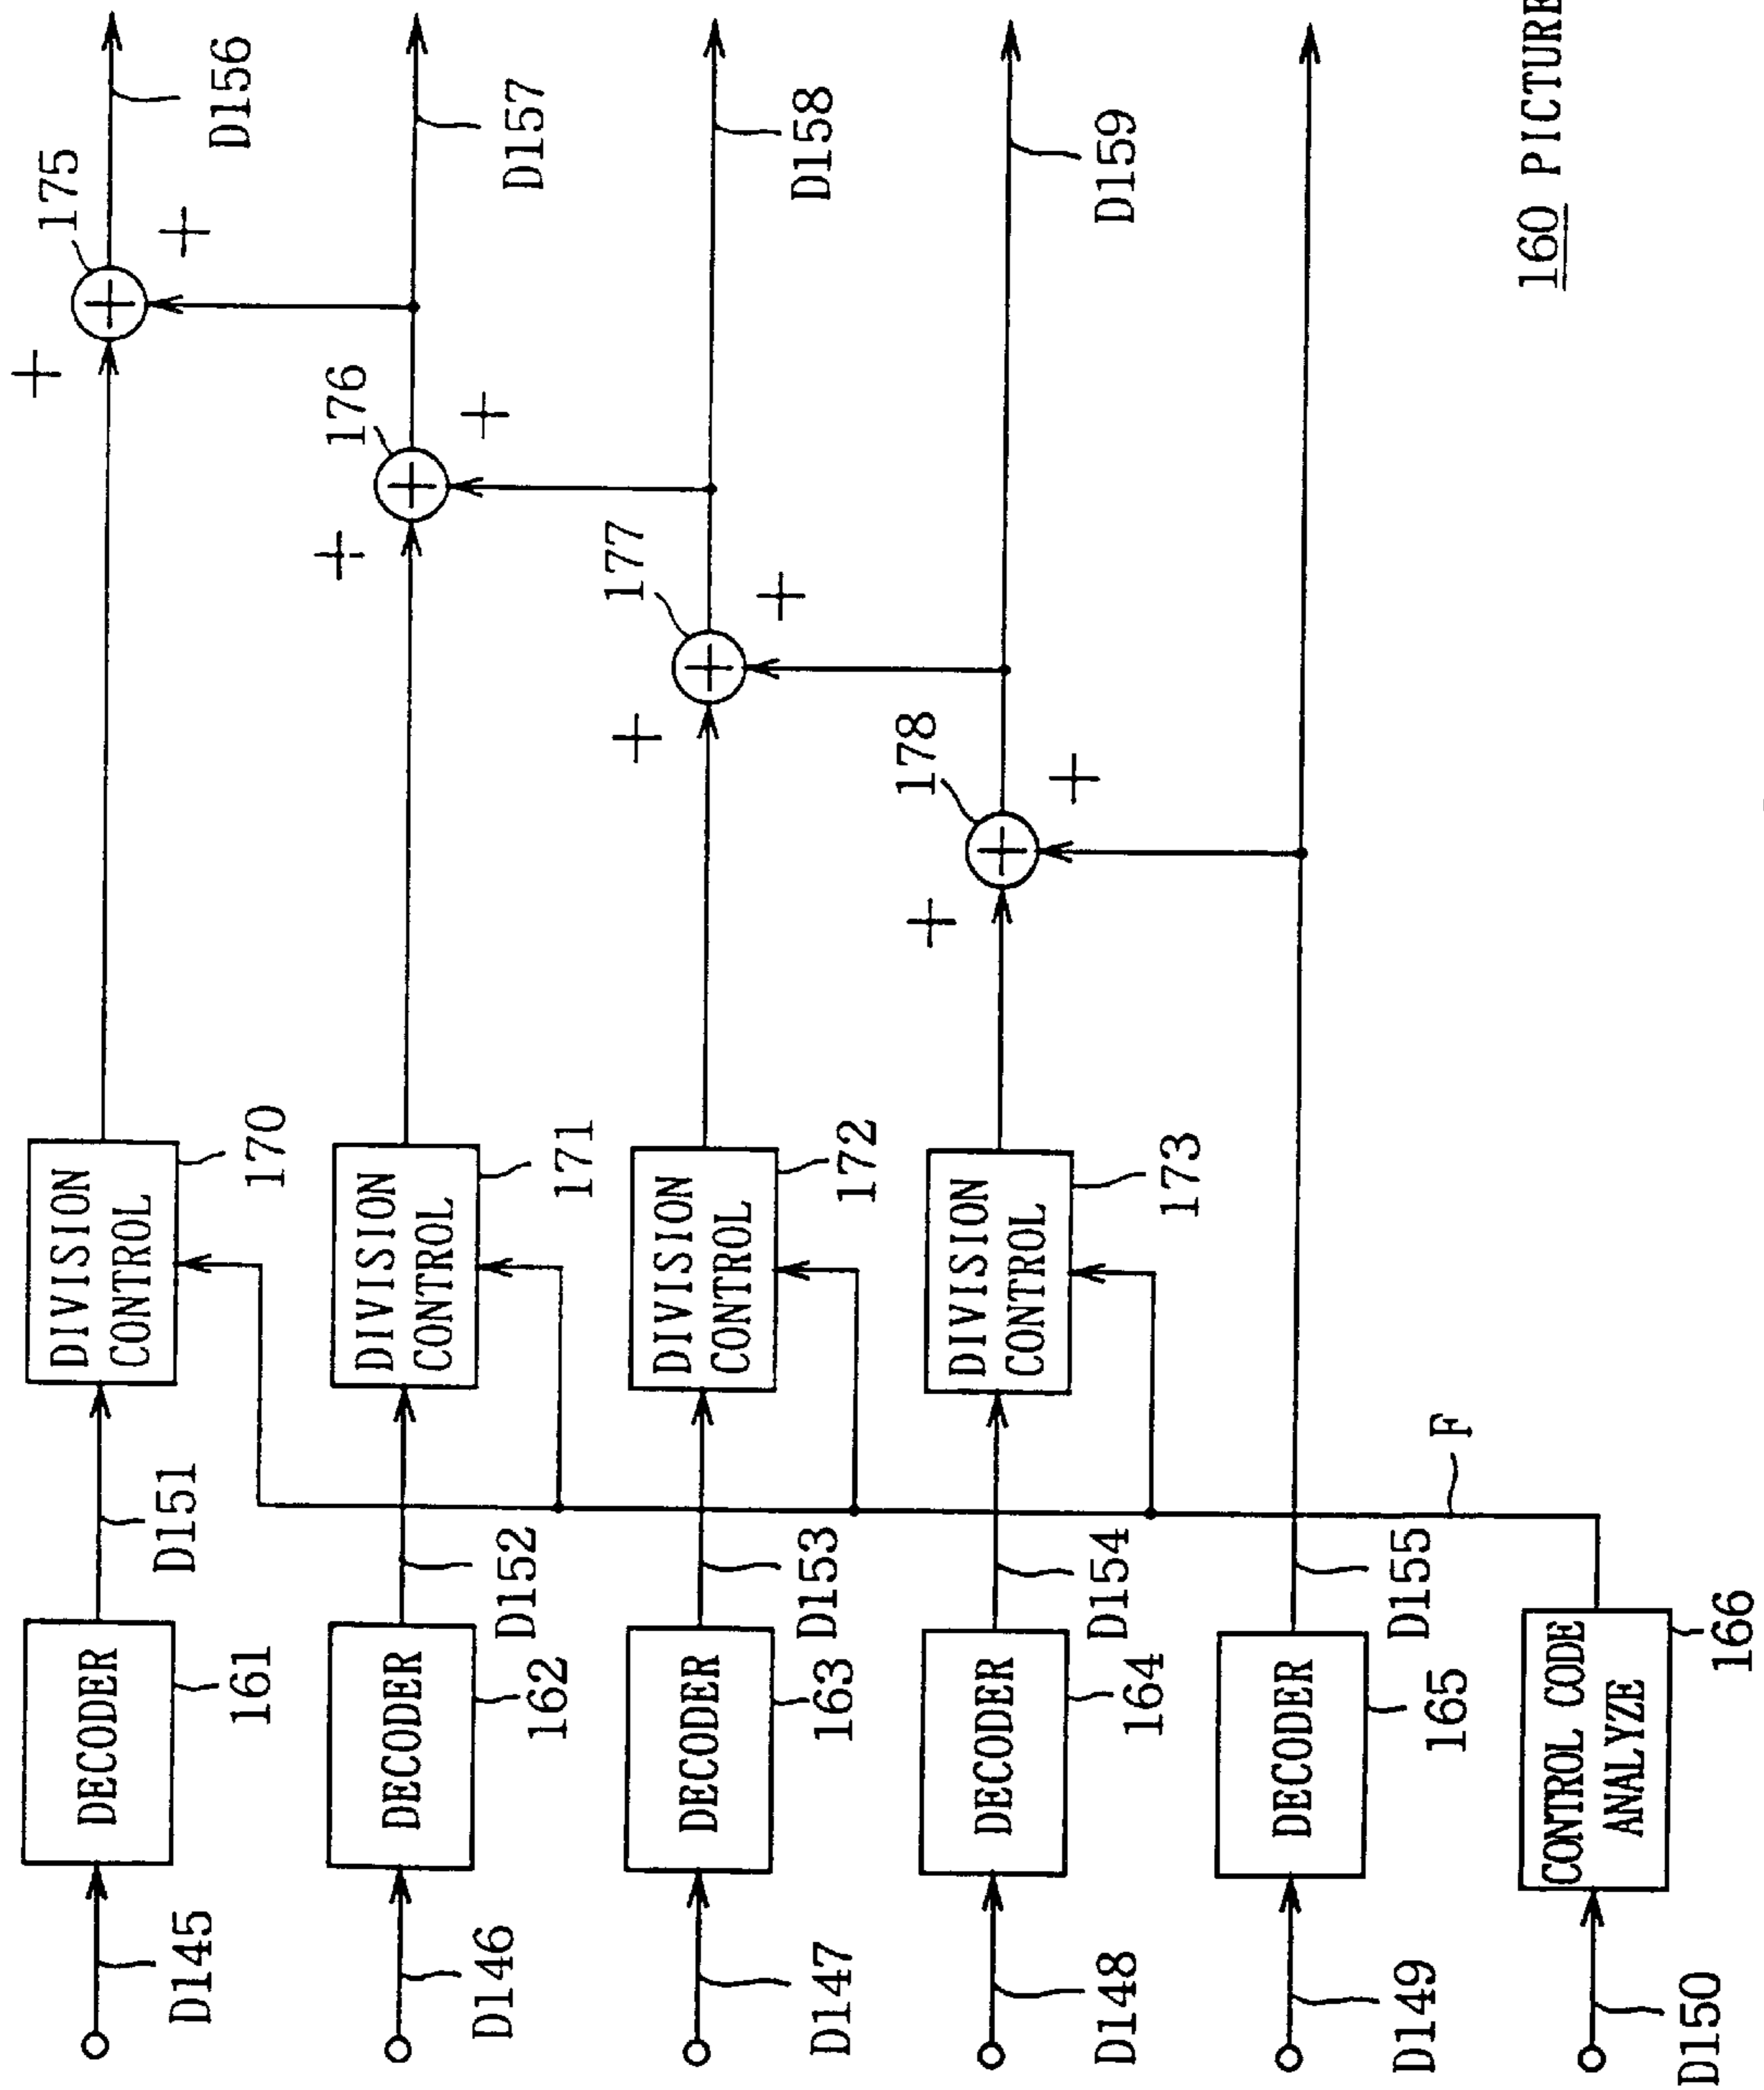 D145
DECODER
161
D151
DIVISION
CONTROL
170
+
175
+
D156
D146
DECODER
162
D152
DIVISION
CONTROL
171
+
176
+
D157
D147
DECODER
163
D153
DIVISION
CONTROL
172
+
177
+
D158
D148
DECODER
164
D154
DIVISION
CONTROL
173
+
178
+
D159
D149
DECODER
165
D155
F
D150
CONTROL CODE
ANALYZE
166
160 PICTURE